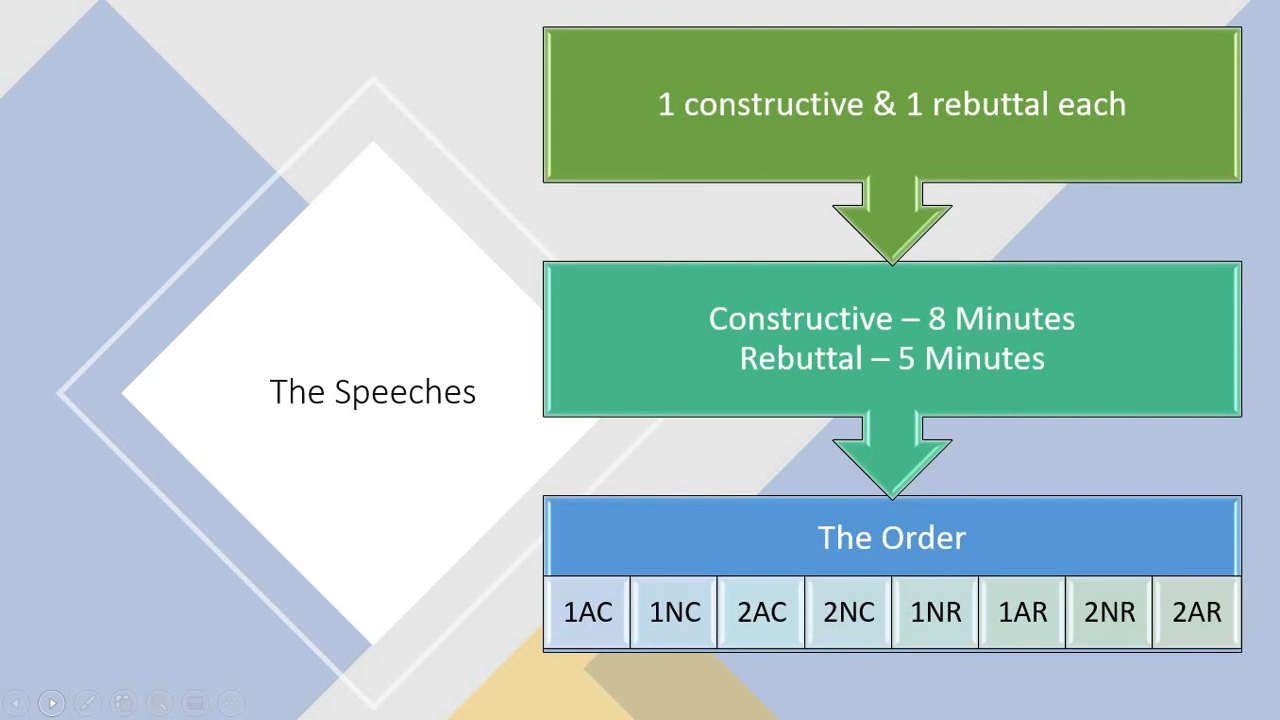 The Speeches
1 constructive & 1 rebuttal each
Constructive – 8 Minutes
Rebuttal – 5 Minutes
The Order
1AC 1NC 2AC 2NC 1NR 1AR 2NR 2AR